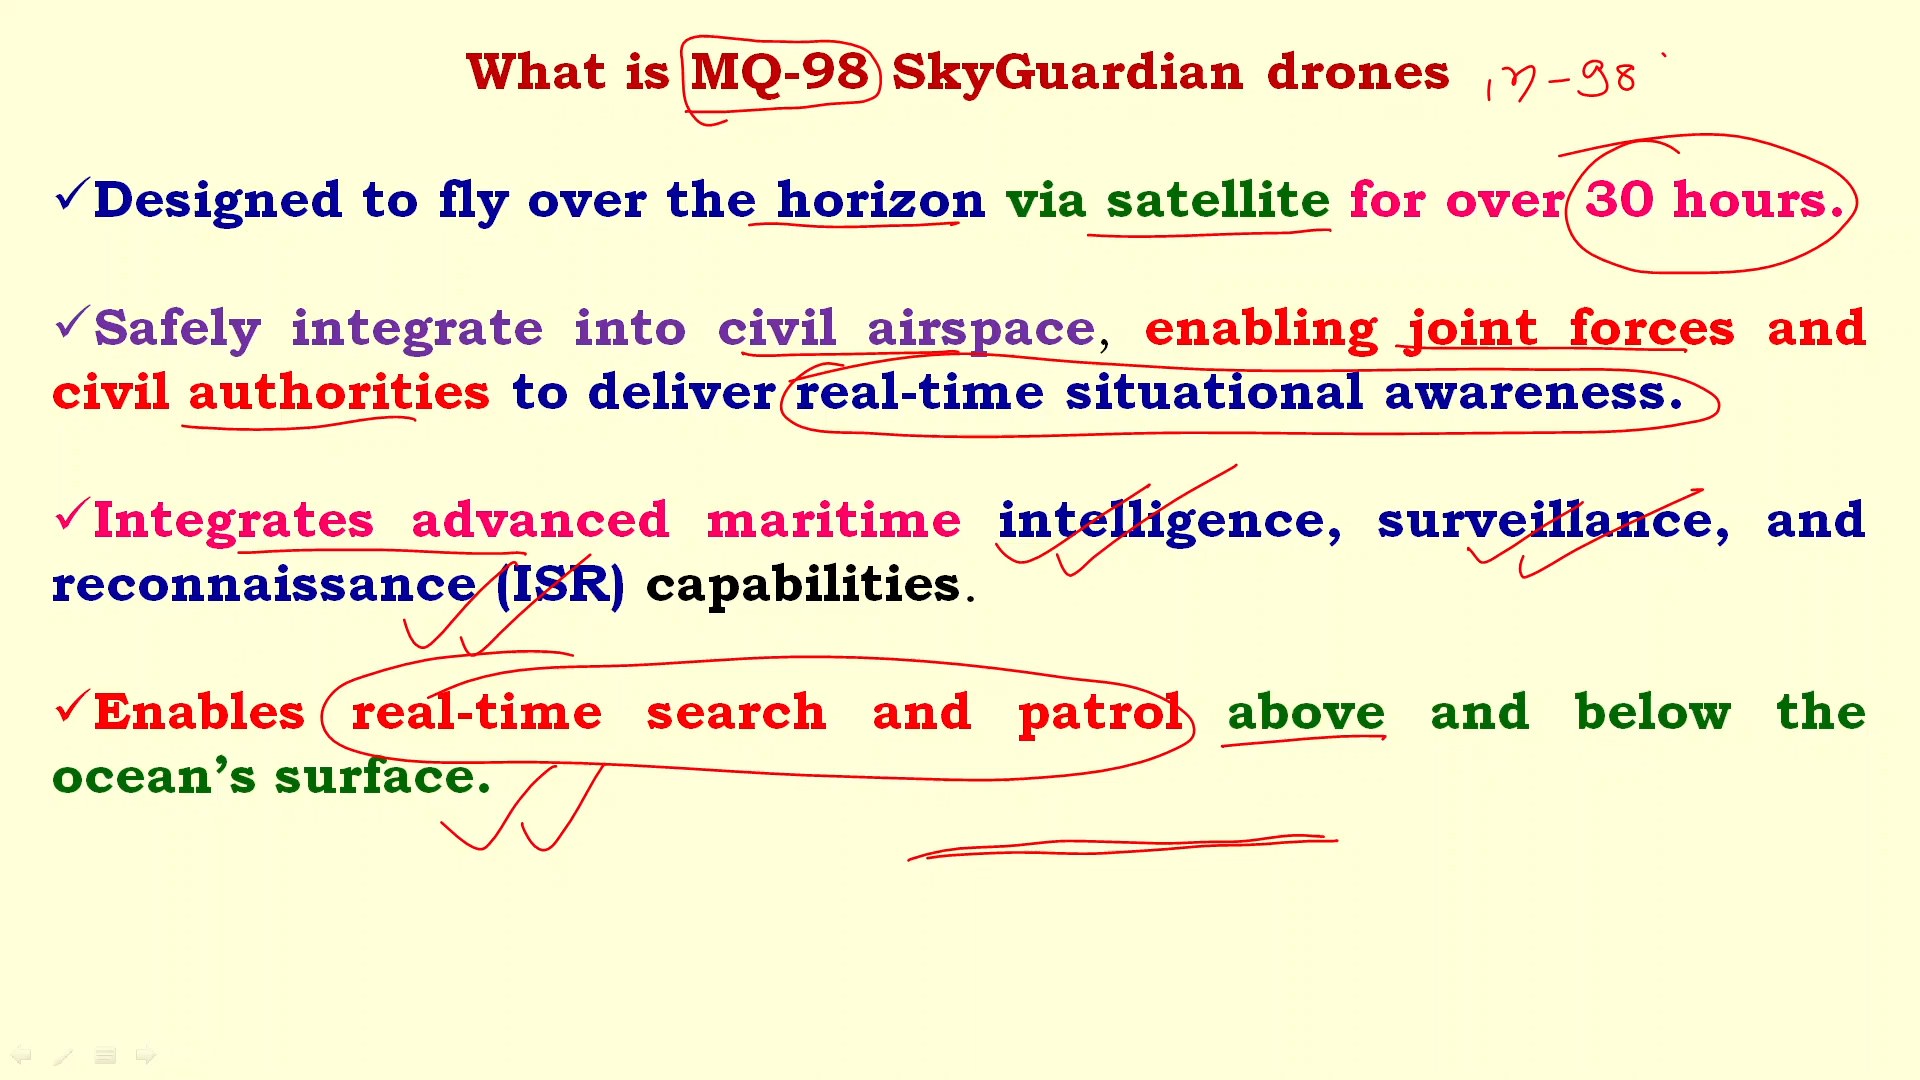 What is MQ-98 SkyGuardian drones
✓Designed to fly over the horizon via satellite for over 30 hours.
✓Safely integrate into civil airspace, enabling joint forces and
civil authorities to deliver real-time situational awareness.
✓Integrates advanced maritime intelligence, surveillance, and
reconnaissance (ISR) capabilities.
✓Enables real-time search and patrol above and below the
ocean’s surface.